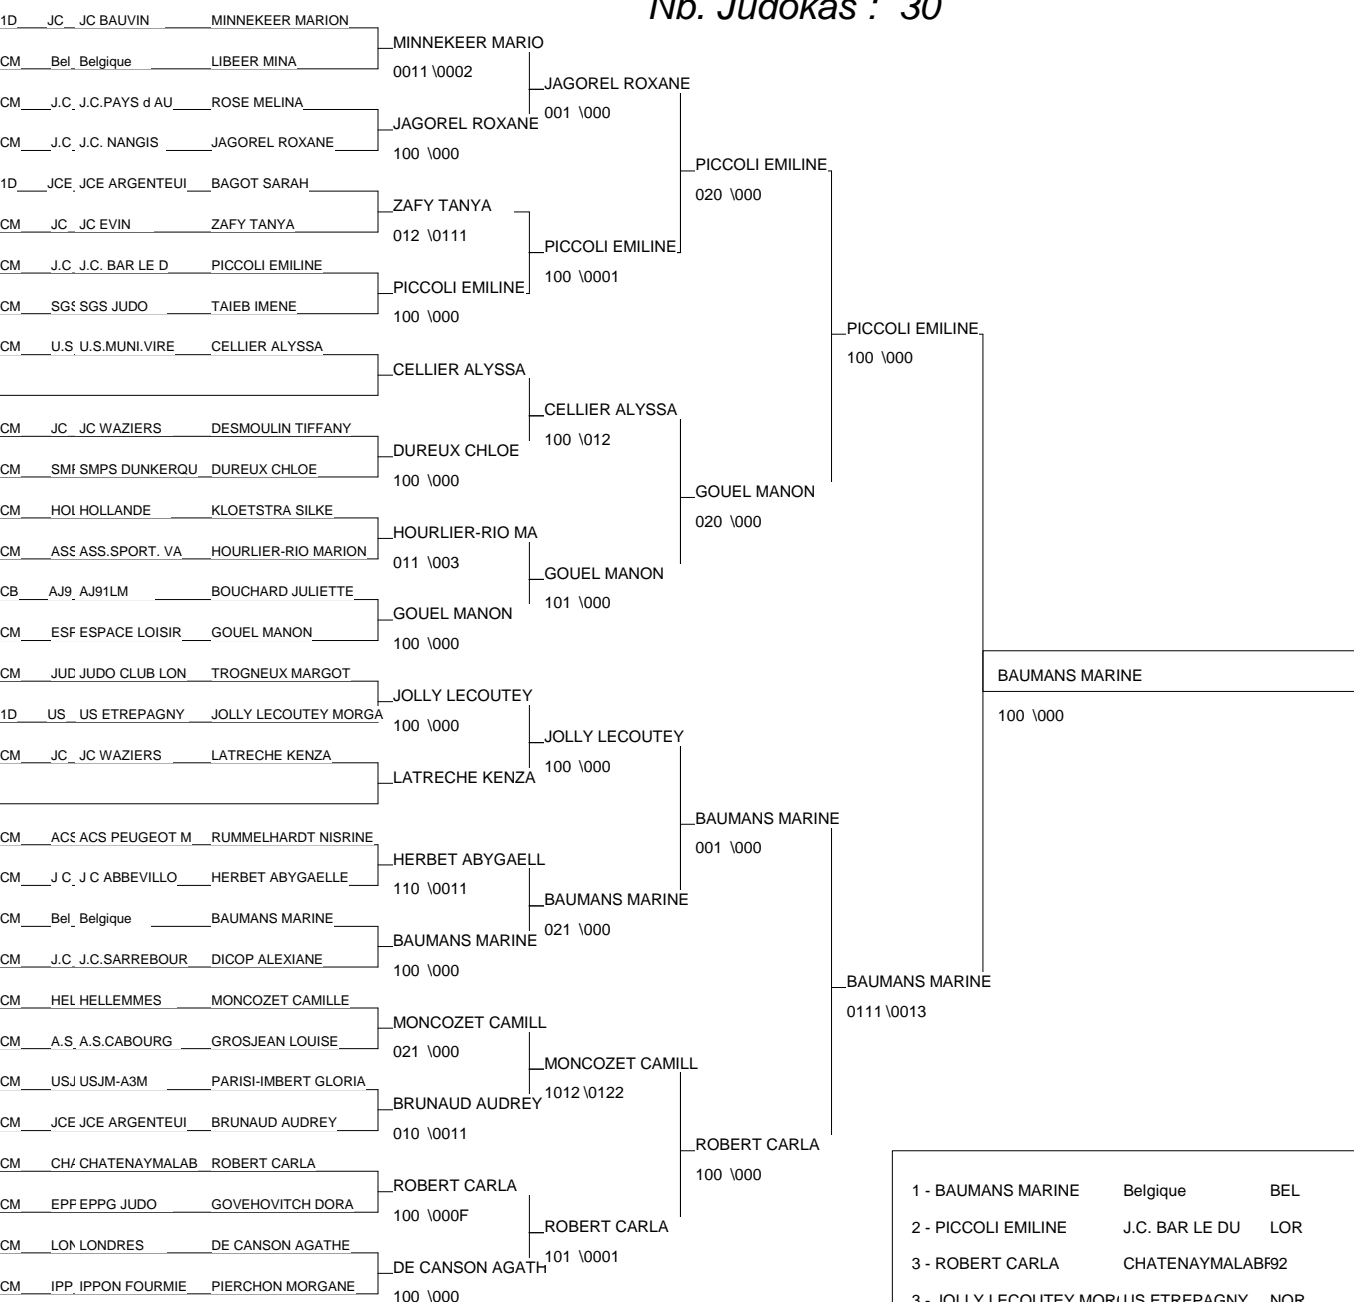 Nb. Judokas : 30
1D JC JC BAUVIN MINNEKEER MARION
MINNEKEER MARIO
CM Bel Belgique LIBEER MINA
0011 \0002
JAGOREL ROXANE
CM J.C J.C.PAYS d AU ROSE MELINA
001 \000
JAGOREL ROXANE
CM J.C J.C. NANGIS JAGOREL ROXANE
100 \000
PICCOLI EMILINE
1D JCE JCE ARGENTEUI BAGOT SARAH
020 \000
ZAFY TANYA
CM JC JC EVIN ZAFY TANYA
012 \0111
PICCOLI EMILINE
CM J.C J.C. BAR LE D PICCOLI EMILINE
100 \0001
PICCOLI EMILINE
CM SGS SGS JUDO TAIEB IMENE
100 \000
PICCOLI EMILINE
CM U.S U.S.MUNI.VIRE CELLIER ALYSSA
100 \000
CELLIER ALYSSA
CELLIER ALYSSA
CM JC JC WAZIERS DESMOULIN TIFFANY
100 \012
DUREUX CHLOE
CM SMF SMPS DUNKERQU DUREUX CHLOE
100 \000
GOUEL MANON
CM HOL HOLLANDE KLOETSTRA SILKE
020 \000
HOURLIER-RIO MA
CM ASS ASS.SPORT. VA HOURLIER-RIO MARION
011 \003
GOUEL MANON
CB AJ9 AJ91LM BOUCHARD JULIETTE
101 \000
GOUEL MANON
CM ESF ESPACE LOISIR GOUEL MANON
100 \000
BAUMANS MARINE
CM JUD JUDO CLUB LON TROGNEUX MARGOT
JOLLY LECOUTEY
1D US US ETREPAGNY JOLLY LECOUTEY MORGA
100 \000
100 \000
JOLLY LECOUTEY
CM JC JC WAZIERS LATRECHE KENZA
100 \000
LATRECHE KENZA
BAUMANS MARINE
CM ACS ACS PEUGEOT M RUMMELHARDT NISRINE
001 \000
HERBET ABYGAELL
CM J C J C ABBEVILLO HERBET ABYGAELLE
110 \0011
BAUMANS MARINE
CM Bel Belgique BAUMANS MARINE
021 \000
BAUMANS MARINE
CM J.C J.C.SARREBOUR DICOP ALEXIANE
100 \000
BAUMANS MARINE
CM HEL HELLEMMES MONCOZET CAMILLE
0111 \0013
MONCOZET CAMILL
CM A.S A.S.CABOURG GROSJEAN LOUISE
021 \000
MONCOZET CAMILL
CM USJ USJM-A3M PARISI-IMBERT GLORIA
1012 \0122
BRUNAUD AUDREY
CM JCE JCE ARGENTEUI BRUNAUD AUDREY
010 \0011
ROBERT CARLA
CM CHA CHATENAYMALAB ROBERT CARLA
100 \000
ROBERT CARLA
1 - BAUMANS MARINE Belgique BEL
CM EPF EPPG JUDO GOVEHOVITCH DORA
100 \000F
ROBERT CARLA
2 - PICCOLI EMILINE J.C. BAR LE DU LOR
CM LON LONDRES DE CANSON AGATHE
101 \0001
DE CANSON AGATH
3 - ROBERT CARLA CHATENAYMALABR 92
CM IPP IPPON FOURMIE PIERCHON MORGANE
100 \000
3 - JOLLY LECOUTEY MORG US ETREPAGNY NOR